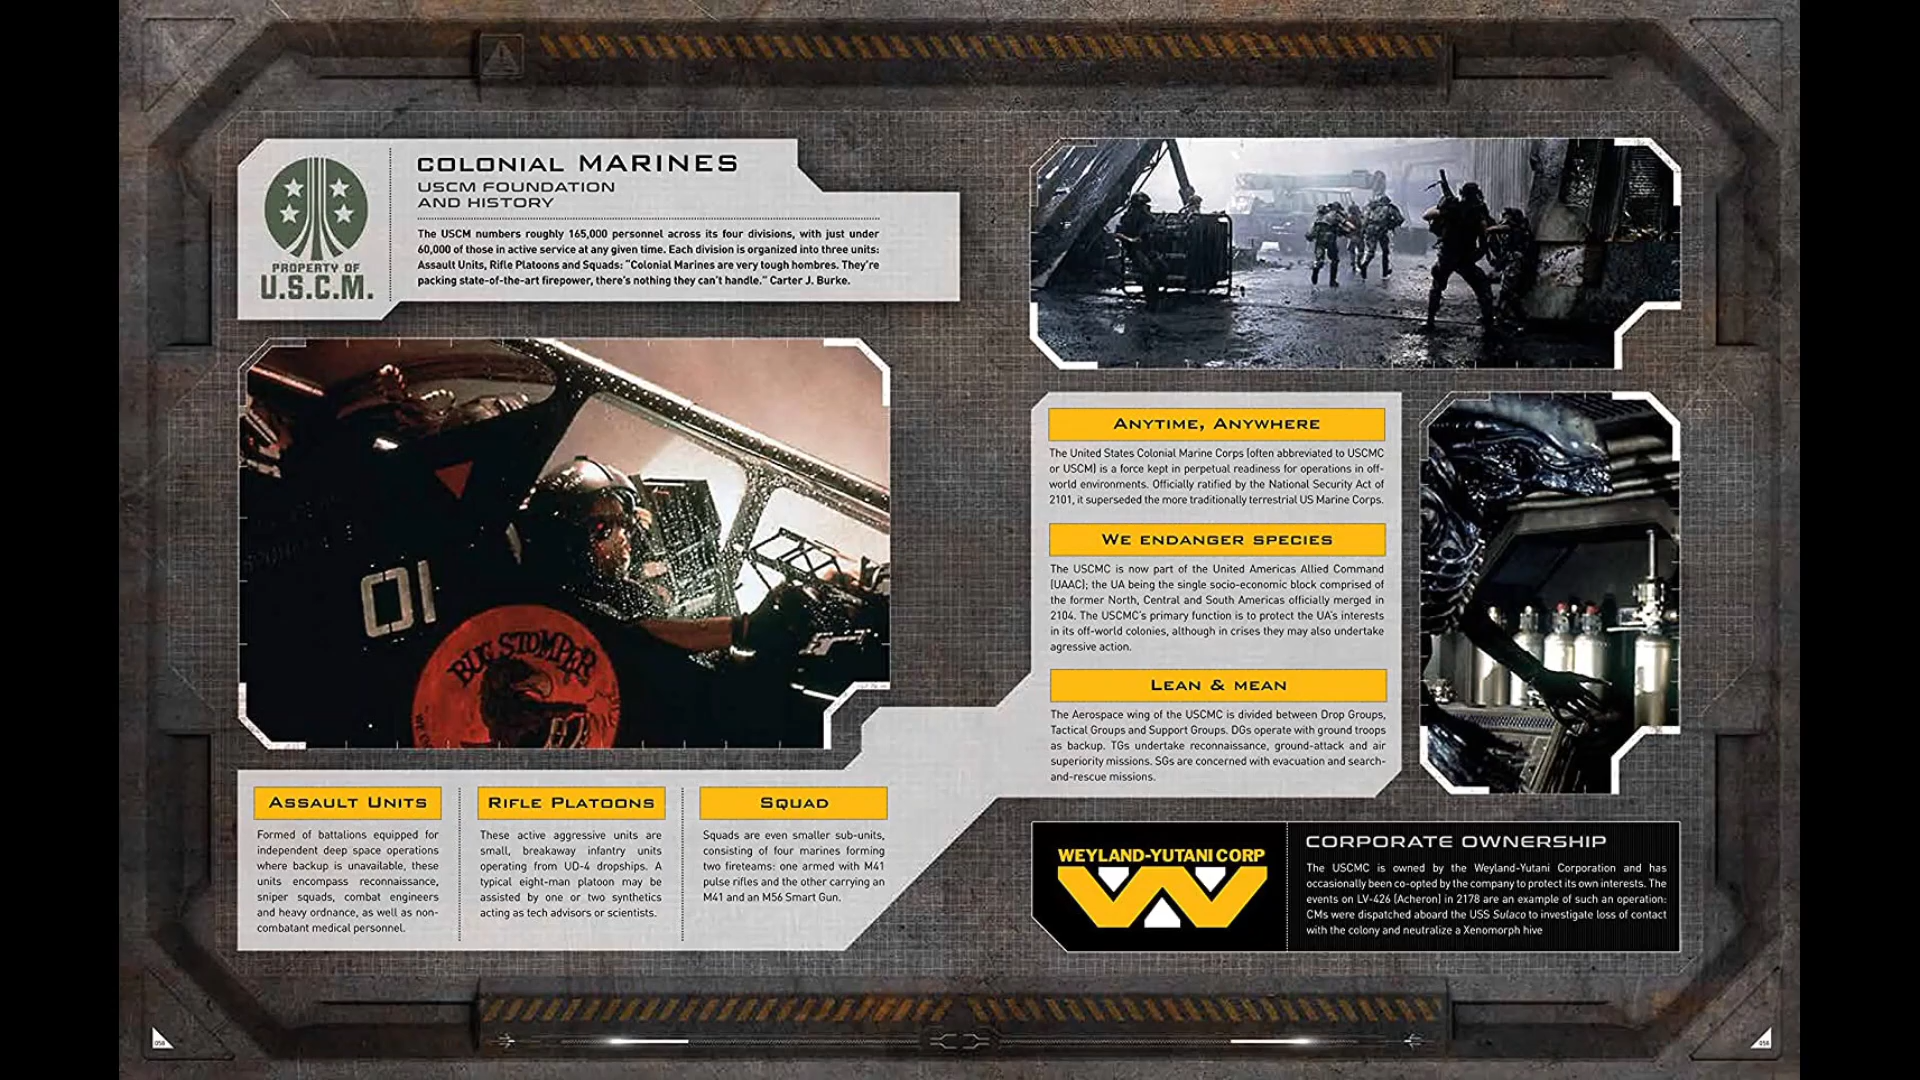 PROPERTY OF
U.S.C.M.
COLONIAL MARINES
USCM FOUNDATION
AND HISTORY
The USCM numbers roughly 165,000 personnel across its four divisions, with just under
60,000 of those in active service at any given time. Each division is organized into three units:
Assault Units, Rifle Platoons and Squads: "Colonial Marines are very tough hombres. They're
packing state-of-the-art firepower, there's nothing they can't handle." Carter J. Burke.
01
BUG STOMPER
ASSAULT UNITS
Formed of battalions equipped for
independent deep space operations
where backup is unavailable, these
units encompass reconnaissance,
sniper squads, combat engineers
and heavy ordnance, as well as non-
combatant medical personnel.
RIFLE PLATOONS
These active aggressive units are
small, breakaway infantry units
operating from UD-4 dropships. A
typical eight-man platoon may be
assisted by one or two synthetics
acting as tech advisors or scientists.
SQUAD
Squads are even smaller sub-units,
consisting of four marines forming
two fireteams: one armed with M41
pulse rifles and the other carrying an
M41 and an M56 Smart Gun.
ANYTIME, ANYWHERE
The United States Colonial Marine Corps (often abbreviated to USCMC
or USCM) is a force kept in perpetual readiness for operations in off-
world environments. Officially ratified by the National Security Act of
2101, it superseded the more traditionally terrestrial US Marine Corps.
WE ENDANGER SPECIES
The USCMC is now part of the United Americas Allied Command
(UAAC); the UA being the single socio-economic block comprised of
the former North, Central and South Americas officially merged in
2104. The USCMC's primary function is to protect the UA's interests
in its off-world colonies, although in crises they may also undertake
agressive action.
LEAN & MEAN
The Aerospace wing of the USCMC is divided between Drop Groups,
Tactical Groups and Support Groups. DGs operate with ground troops
as backup. TGs undertake reconnaissance, ground-attack and air
superiority missions. SGs are concerned with evacuation and search-
and-rescue missions.
WEYLAND-YUTANI CORP
CORPORATE OWNERSHIP
The USCMC is owned by the Weyland-Yutani Corporation and has
occasionally been co-opted by the company to protect its own interests. The
events on LV-426 (Acheron) in 2178 are an example of such an operation:
CMs were dispatched aboard the USS Sulaco to investigate loss of contact
with the colony and neutralize a Xenomorph hive